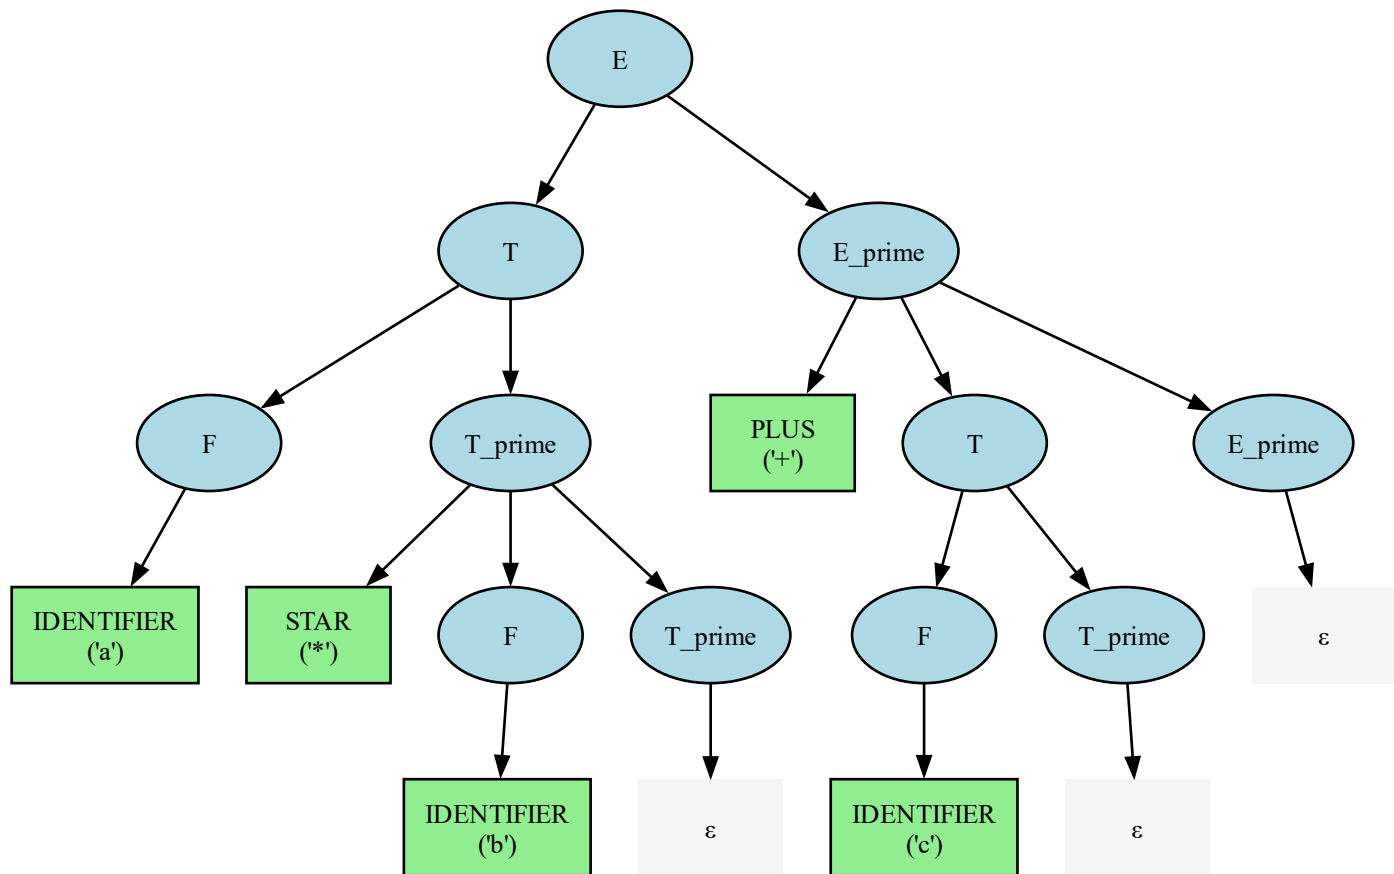 E
T
E_prime
F
T_prime
PLUS
('+')
T
E_prime
IDENTIFIER
('a')
STAR
('*')
F
T_prime
F
T_prime
ε
IDENTIFIER
('b')
ε
IDENTIFIER
('c')
ε